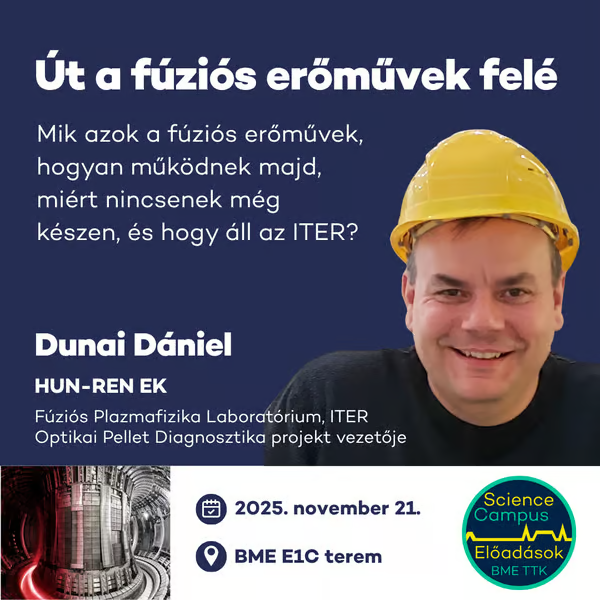 Út a fúziós erőművek felé
Mik azok a fúziós erőművek,
hogyan működnek majd,
miért nincsenek még
készen, és hogy áll az ITER?
Dunai Dániel
HUN-REN EK
Fúziós Plazmafizika Laboratórium, ITER
Optikai Pellet Diagnosztika projekt vezetője
2025. november 21.
BME E1C terem
Science
Campus
Előadások
BME TTK